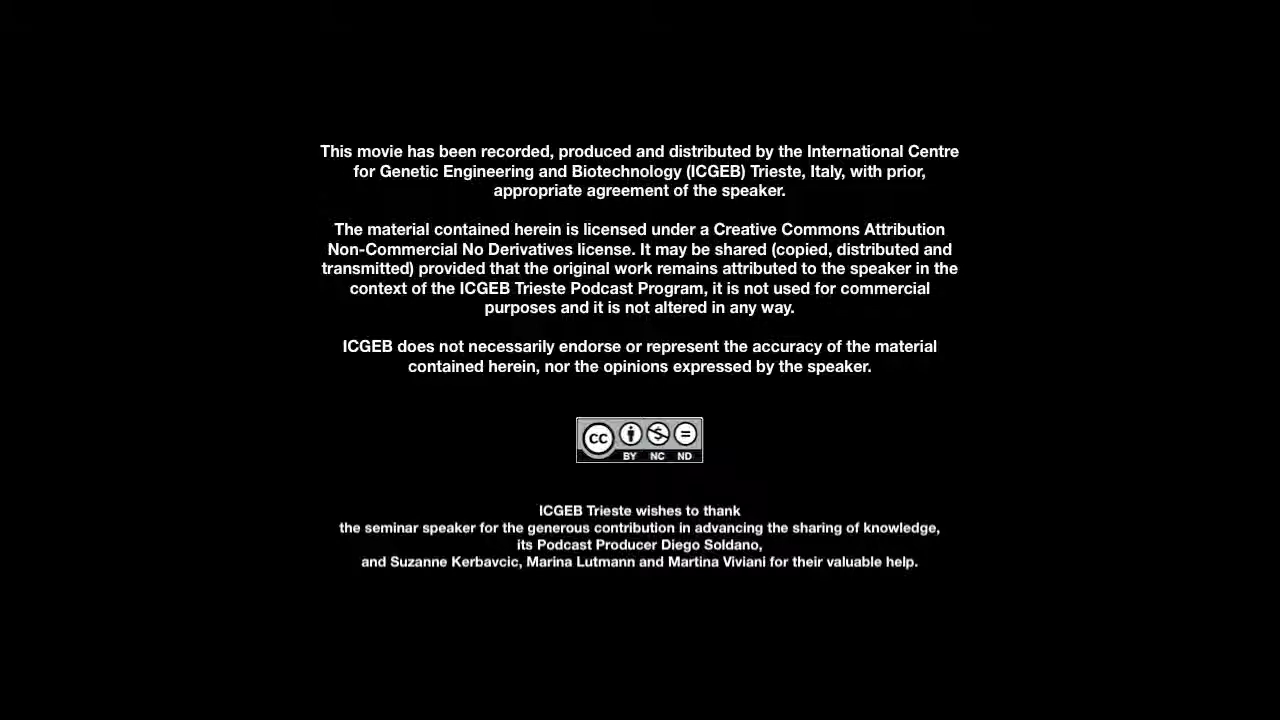 This movie has been recorded, produced and distributed by the International Centre
for Genetic Engineering and Biotechnology (ICGEB) Trieste, Italy, with prior,
appropriate agreement of the speaker.
The material contained herein is licensed under a Creative Commons Attribution
Non-Commercial No Derivatives license. It may be shared (copied, distributed and
transmitted) provided that the original work remains attributed to the speaker in the
context of the ICGEB Trieste Podcast Program, it is not used for commercial
purposes and it is not altered in any way.
ICGEB does not necessarily endorse or represent the accuracy of the material
contained herein, nor the opinions expressed by the speaker.
cc
BY NC ND
ICGEB Trieste wishes to thank
the seminar speaker for the generous contribution in advancing the sharing of knowledge,
its Podcast Producer Diego Soldano,
and Suzanne Kerbavcic, Marina Lutmann and Martina Viviani for their valuable help.